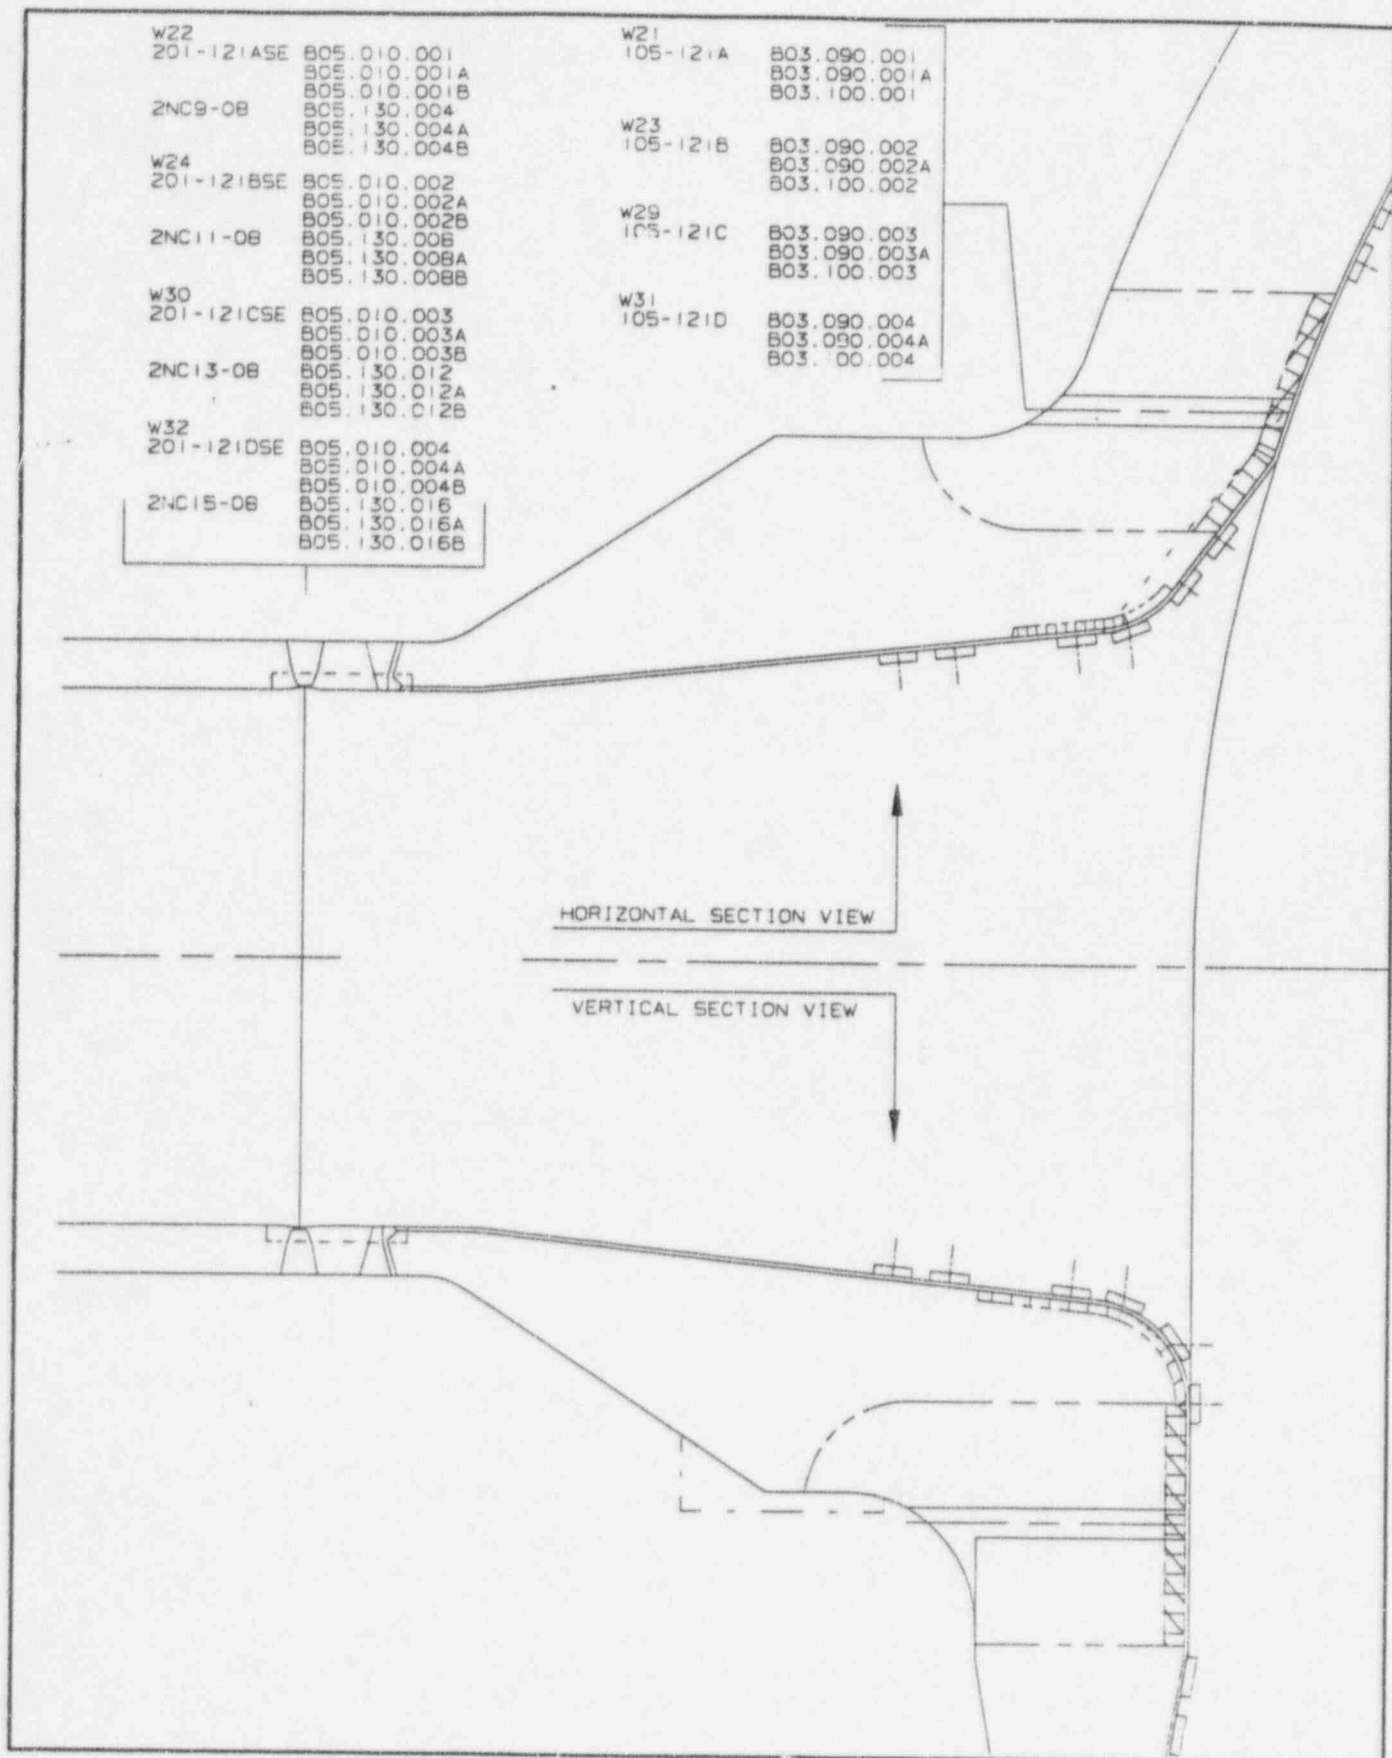 W22
201-121ASE B05.010.001
B05.010.001A
B05.010.001B
2NC9-08 B05.130.004
B05.130.004A
B05.130.004B
W24
201-121BSE B05.010.002
B05.010.002A
B05.010.002B
2NC11-08 B05.130.008
B05.130.008A
B05.130.008B
W30
201-121CSE B05.010.003
B05.010.003A
B05.010.003B
2NC13-08 B05.130.012
B05.130.012A
B05.130.012B
W32
201-121DSE B05.010.004
B05.010.004A
B05.010.004B
2NC15-08 B05.130.016
B05.130.016A
B05.130.016B
W21
105-121A B03.090.001
B03.090.001A
B03.100.001
W23
105-121B B03.090.002
B03.090.002A
B03.100.002
W29
105-121C B03.090.003
B03.090.003A
B03.100.003
W31
105-121D B03.090.004
B03.090.004A
B03.100.004
HORIZONTAL SECTION VIEW
VERTICAL SECTION VIEW